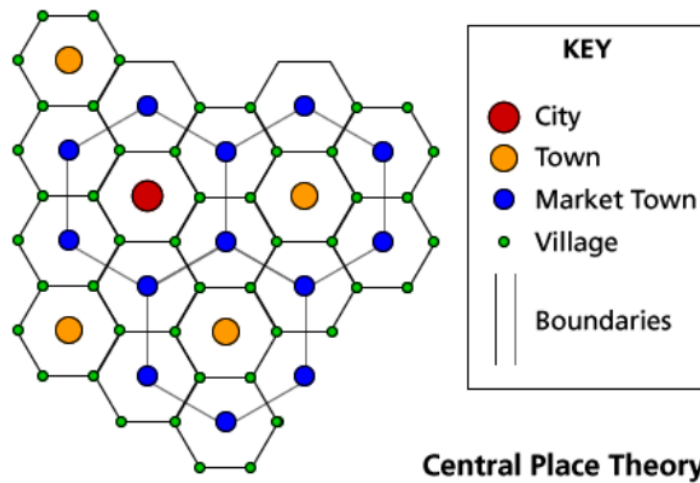 KEY
City
Town
Market Town
Village
Boundaries
Central Place Theory